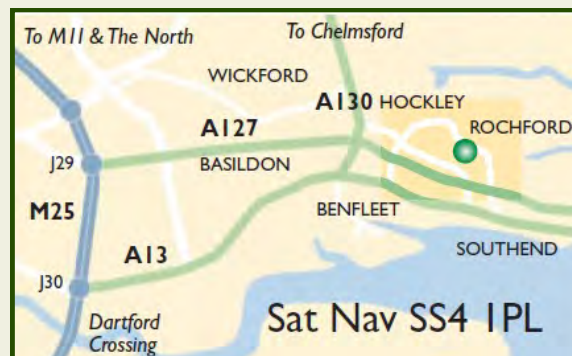 To M11 & The North
To Chelmsford
WICKFORD
A130 HOCKLEY
A127
ROCHFORD
J29
BASILDON
M25
BENFLEET
A13
SOUTHEND
J30
Sat Nav SS4 1PL
Dartford
Crossing